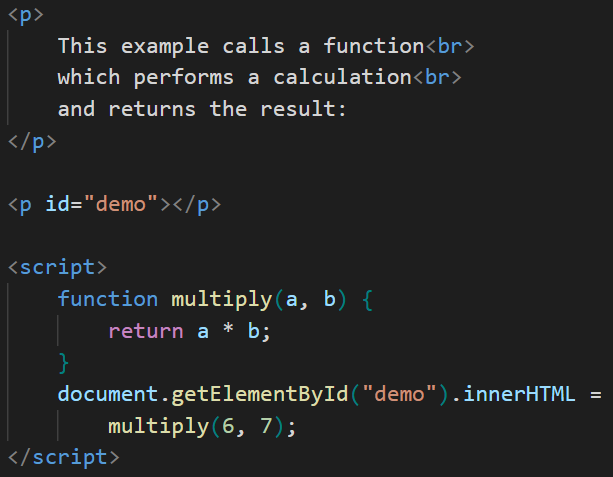 <p>
This example calls a function<br>
which performs a calculation<br>
and returns the result:
</p>
<p id="demo"></p>
<script>
function multiply(a, b) {
return a * b;
}
document.getElementById("demo").innerHTML =
multiply(6, 7);
</script>